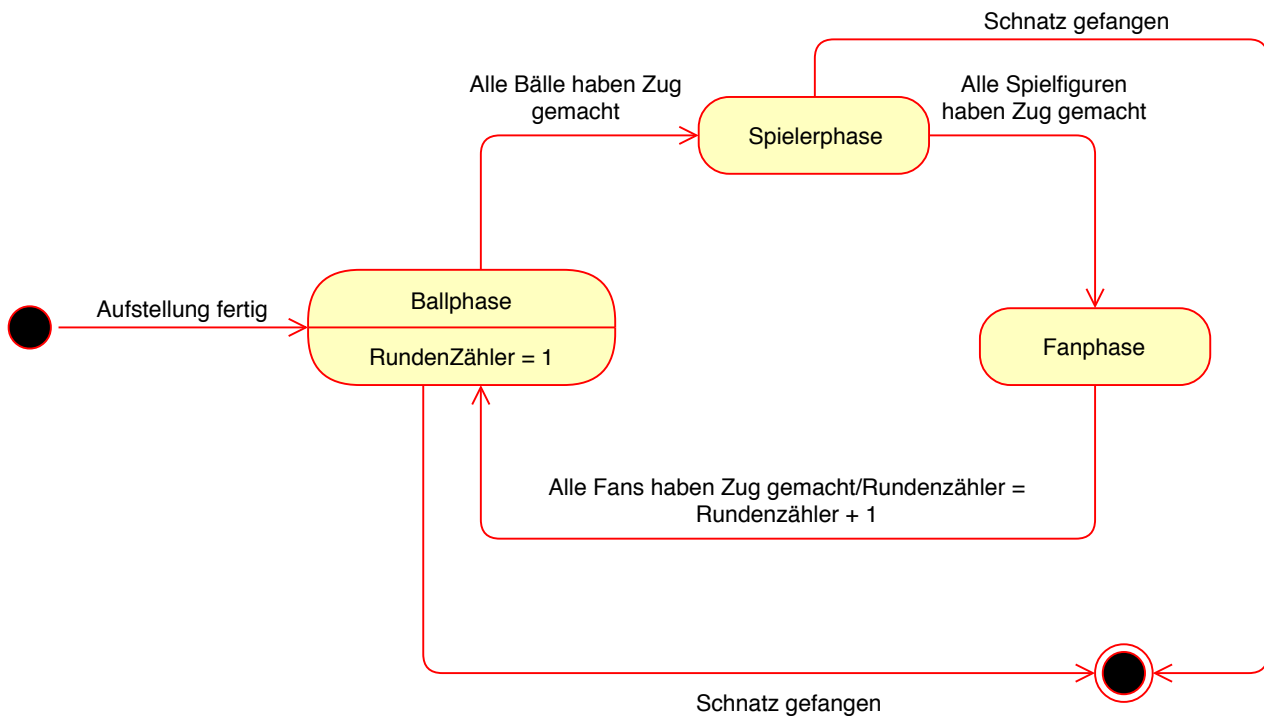 Schnatz gefangen
Alle Bälle haben Zug
gemacht
Alle Spielfiguren
haben Zug gemacht
Spielerphase
Aufstellung fertig
Ballphase
RundenZähler = 1
Fanphase
Alle Fans haben Zug gemacht/Rundenzähler =
Rundenzähler + 1
Schnatz gefangen